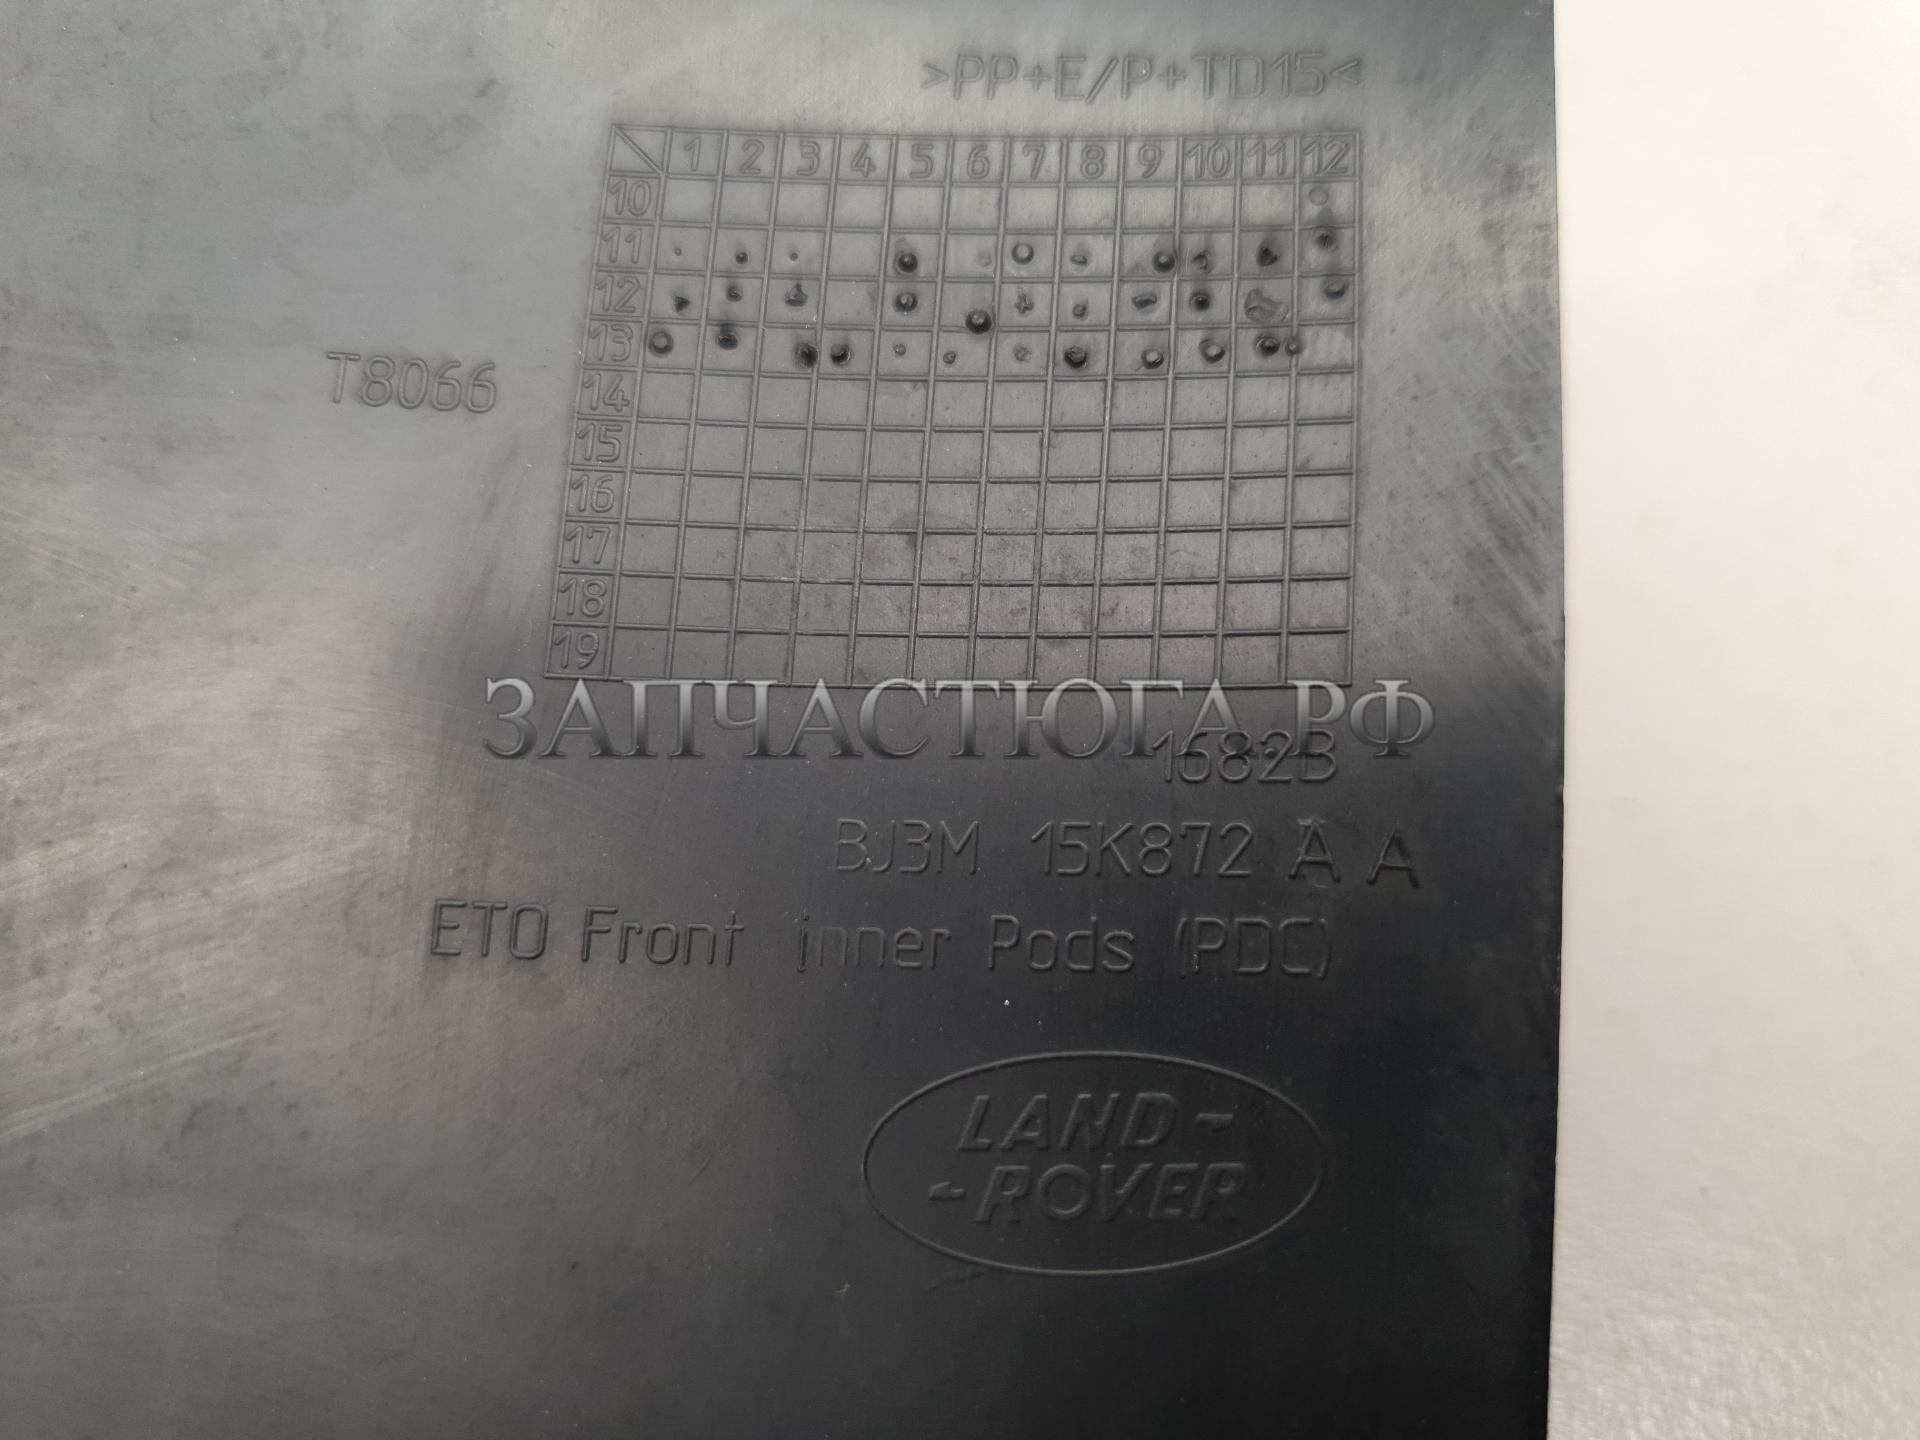 >PP+E/P+TD15<
1 2 3 4 5 6 7 8 9 10 11 12
10
11
12
13
T8066
14
15
16
17
18
19
ЗАПЧАСТЮГА.РФ
1682B
BJ3M 15K872 A A
ETO Front inner Pods (PDC)
LAND-
-ROVER